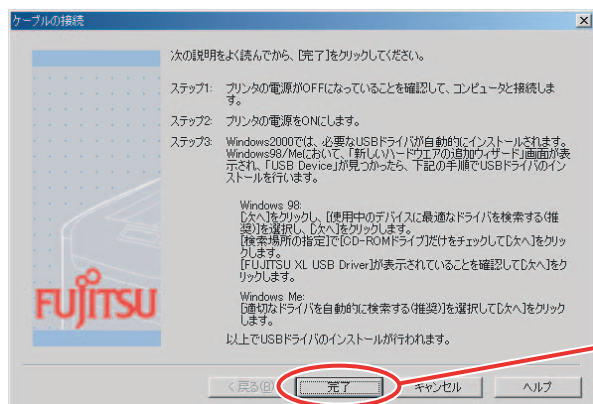 ケーブルの接続
次の説明をよく読んでから、[完了]をクリックしてください。
ステップ1: プリンタの電源がOFFになっていることを確認して、コンピュータと接続しま
す。
ステップ2: プリンタの電源をONにします。
ステップ3: Windows2000では、必要なUSBドライバが自動的にインストールされます。
Windows98/Meにおいて、「新しいハードウエアの追加ウィザード」画面が表
示され、「USB Device」が見つかったら、下記の手順でUSBドライバのイン
ストールを行います。
Windows 98:
[次へ]をクリックし、[使用中のデバイスに最適なドライバを検索する(推
奨)]を選択し、[次へ]をクリックします。
[検索場所の指定]で[CD-ROMドライブ]だけをチェックして[次へ]をクリッ
クします。
[FUJITSU XL USB Driver]が表示されていることを確認して[次へ]をク
リックします。
Windows Me:
[適切なドライバを自動的に検索する(推奨)]を選択して[次へ]をクリック
します。
以上でUSBドライバのインストールが行われます。
FUJITSU
< 戻る(B)
完了
キャンセル
ヘルプ